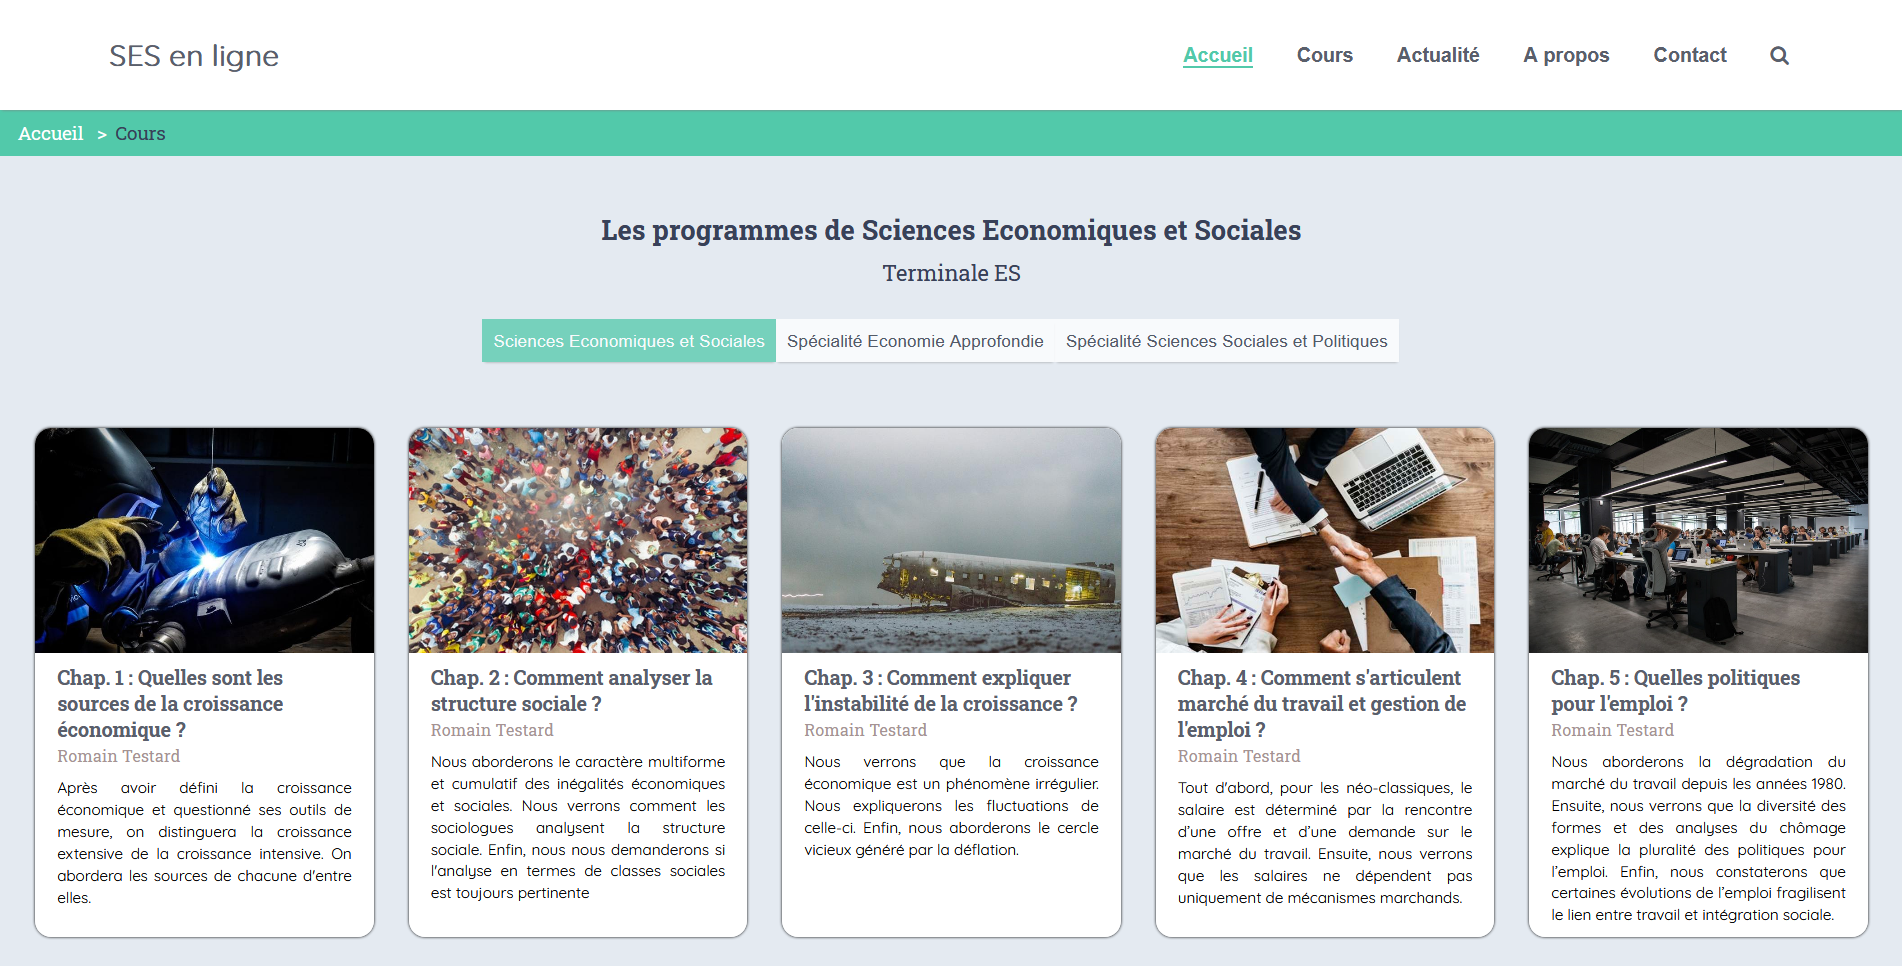 SES en ligne
Accueil Cours Actualité A propos Contact
Accueil > Cours
Les programmes de Sciences Economiques et Sociales
Terminale ES
Sciences Economiques et Sociales Spécialité Economie Approfondie Spécialité Sciences Sociales et Politiques
Chap. 1 : Quelles sont les
sources de la croissance
économique ?
Romain Testard
Après avoir défini la croissance
économique et questionné ses outils de
mesure, on distinguera la croissance
extensive de la croissance intensive. On
abordera les sources de chacune d'entre
elles.
Chap. 2 : Comment analyser la
structure sociale ?
Romain Testard
Nous aborderons le caractère multiforme
et cumulatif des inégalités économiques
et sociales. Nous verrons comment les
sociologues analysent la structure
sociale. Enfin, nous nous demanderons si
l'analyse en termes de classes sociales
est toujours pertinente
Chap. 3 : Comment expliquer
l'instabilité de la croissance ?
Romain Testard
Nous verrons que la croissance
économique est un phénomène irrégulier.
Nous expliquerons les fluctuations de
celle-ci. Enfin, nous aborderons le cercle
vicieux généré par la déflation.
Chap. 4 : Comment s'articulent
marché du travail et gestion de
l'emploi ?
Romain Testard
Tout d'abord, pour les néo-classiques, le
salaire est déterminé par la rencontre
d’une offre et d’une demande sur le
marché du travail. Ensuite, nous verrons
que les salaires ne dépendent pas
uniquement de mécanismes marchands.
Chap. 5 : Quelles politiques
pour l'emploi ?
Romain Testard
Nous aborderons la dégradation du
marché du travail depuis les années 1980.
Ensuite, nous verrons que la diversité des
formes et des analyses du chômage
explique la pluralité des politiques pour
l’emploi. Enfin, nous constaterons que
certaines évolutions de l’emploi fragilisent
le lien entre travail et intégration sociale.